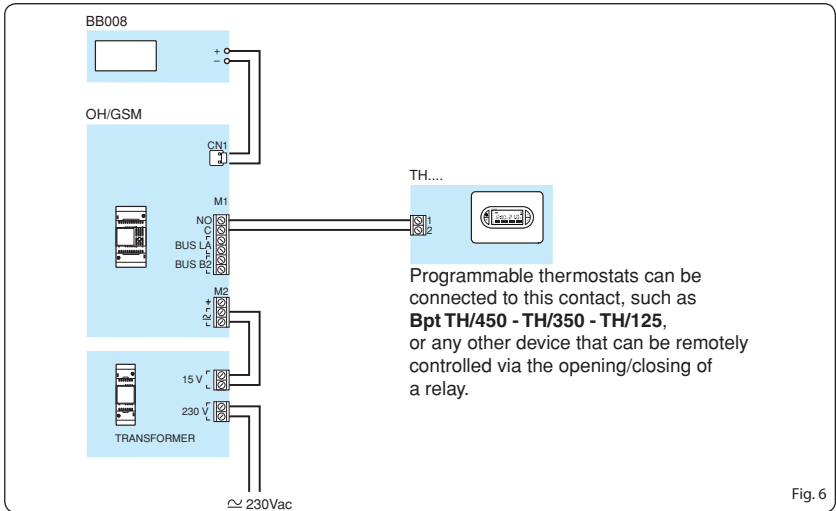 BB008
+
–
OH/GSM
CN1
M1
NO
C
BUS LA
BUS B2
M2
+
–
~
15 V
230 V
TRANSFORMER
≃ 230Vac
TH....
1
2
Programmable thermostats can be
connected to this contact, such as
Bpt TH/450 - TH/350 - TH/125,
or any other device that can be remotely
controlled via the opening/closing of
a relay.
Fig. 6